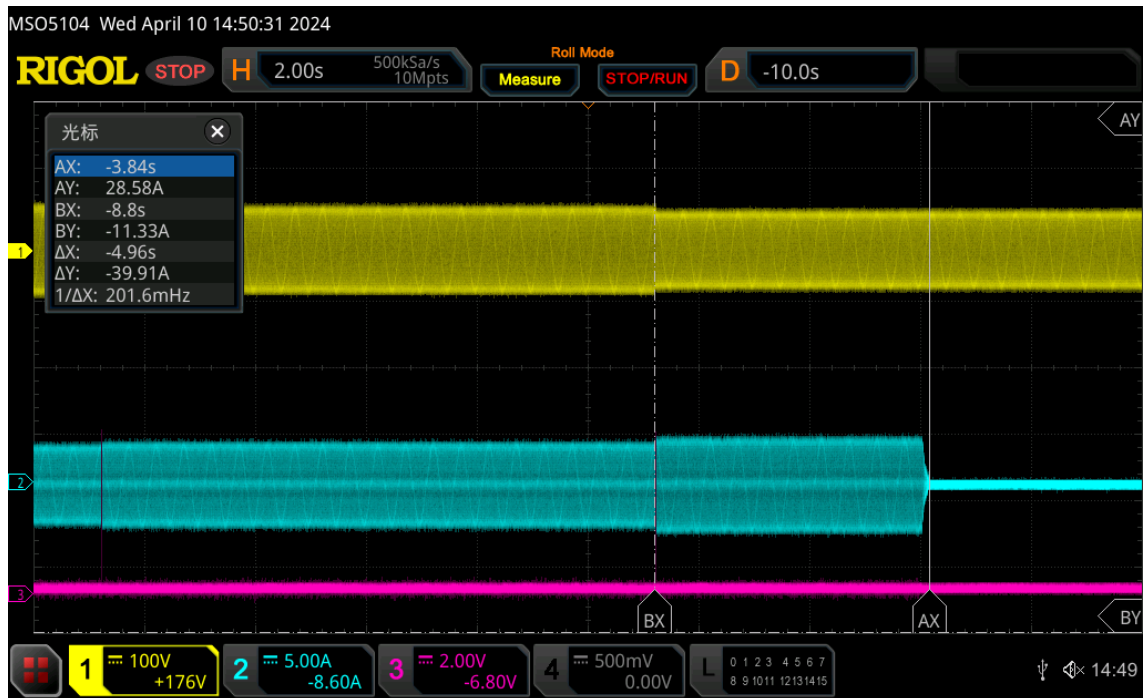 MSO5104 Wed April 10 14:50:31 2024
RIGOL STOP H 2.00s 500kSa/s 10Mpts Roll Mode Measure STOP/RUN D -10.0s
光标
AX: -3.84s
AY: 28.58A
BX: -8.8s
BY: -11.33A
ΔX: -4.96s
ΔY: -39.91A
1/ΔX: 201.6mHz
AY
1
2
3
BX AX BY
1 100V +176V 2 5.00A -8.60A 3 2.00V -6.80V 4 500mV 0.00V L 0 1 2 3 4 5 6 7 8 9 10 11 12 13 14 15 14:49